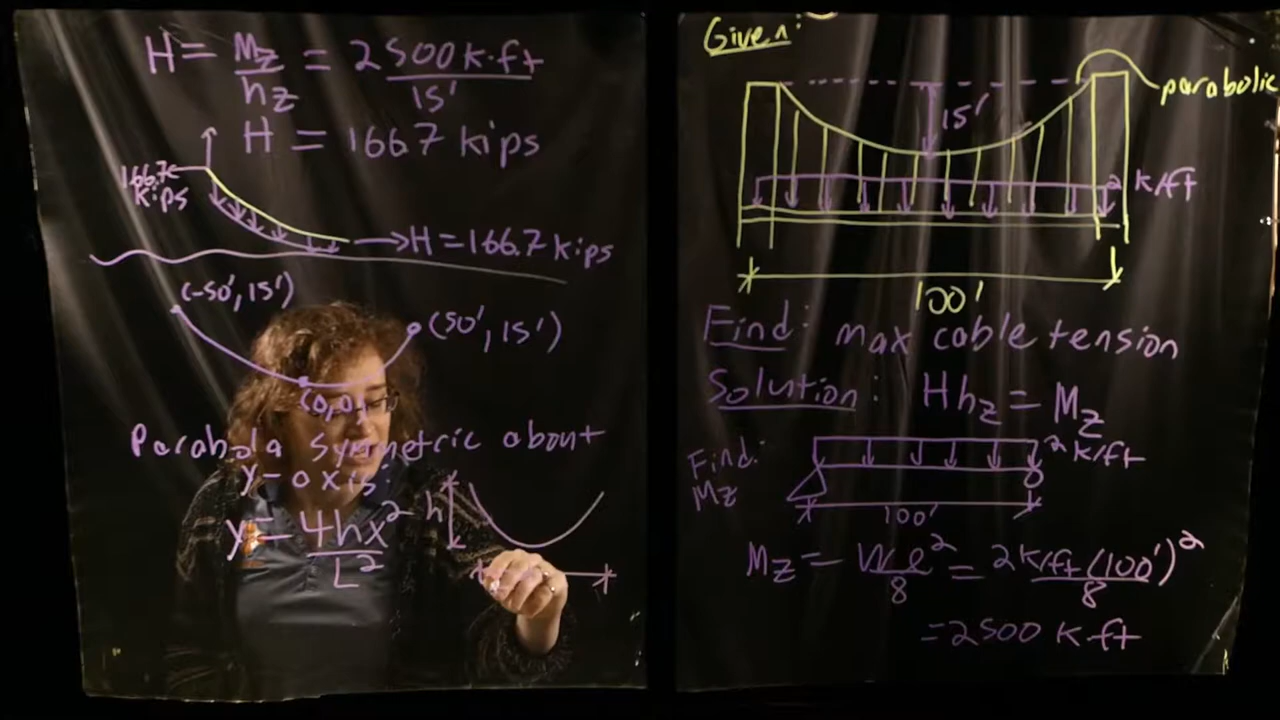 H = Mz / hz = 2500 k·ft / 15'
H = 166.7 kips
166.7 kips
H = 166.7 kips
(-50', 15')
(50', 15')
(0,0)
Parabola symmetric about
y-axis:
y = 4hx² / L²
h
Given:
parabolic
15'
2 k/ft
100'
Find: max cable tension
Solution: H hz = Mz
Find: Mz
2 k/ft
100'
Mz = wl² / 8 = 2k/ft (100')² / 8
= 2500 k ft